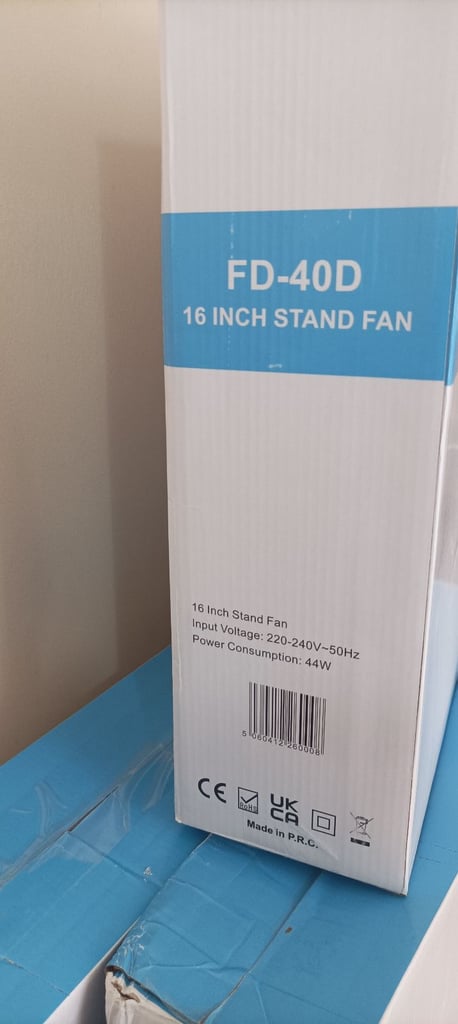 FD-40D
16 INCH STAND FAN
16 Inch Stand Fan
Input Voltage: 220-240V~50Hz
Power Consumption: 44W
5 060412 260008
CE RoHS UK CA
Made in P.R.C.